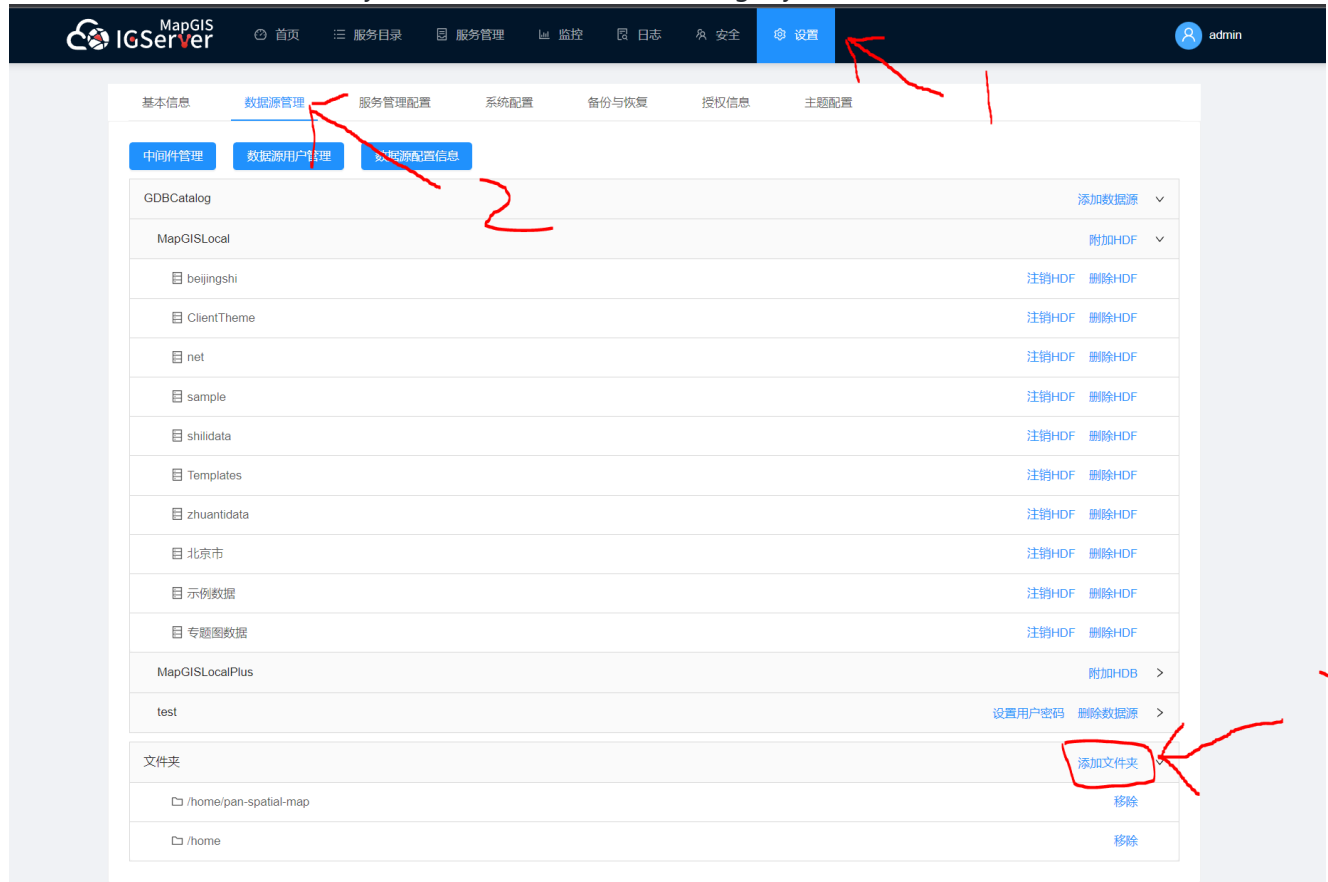 MapGIS
IGServer 首页 服务目录 服务管理 监控 日志 安全 设置 admin
1
基本信息 数据源管理 服务管理配置 系统配置 备份与恢复 授权信息 主题配置
中间件管理 数据源用户管理 数据源配置信息
2
GDBCatalog 添加数据源
MapGISLocal 附加HDF
beijingshi 注销HDF 删除HDF
ClientTheme 注销HDF 删除HDF
net 注销HDF 删除HDF
sample 注销HDF 删除HDF
shilidata 注销HDF 删除HDF
Templates 注销HDF 删除HDF
zhuantidata 注销HDF 删除HDF
北京市 注销HDF 删除HDF
示例数据 注销HDF 删除HDF
专题图数据 注销HDF 删除HDF
MapGISLocalPlus 附加HDB
test 设置用户密码 删除数据源
文件夹 添加文件夹
/home/pan-spatial-map 移除
/home 移除